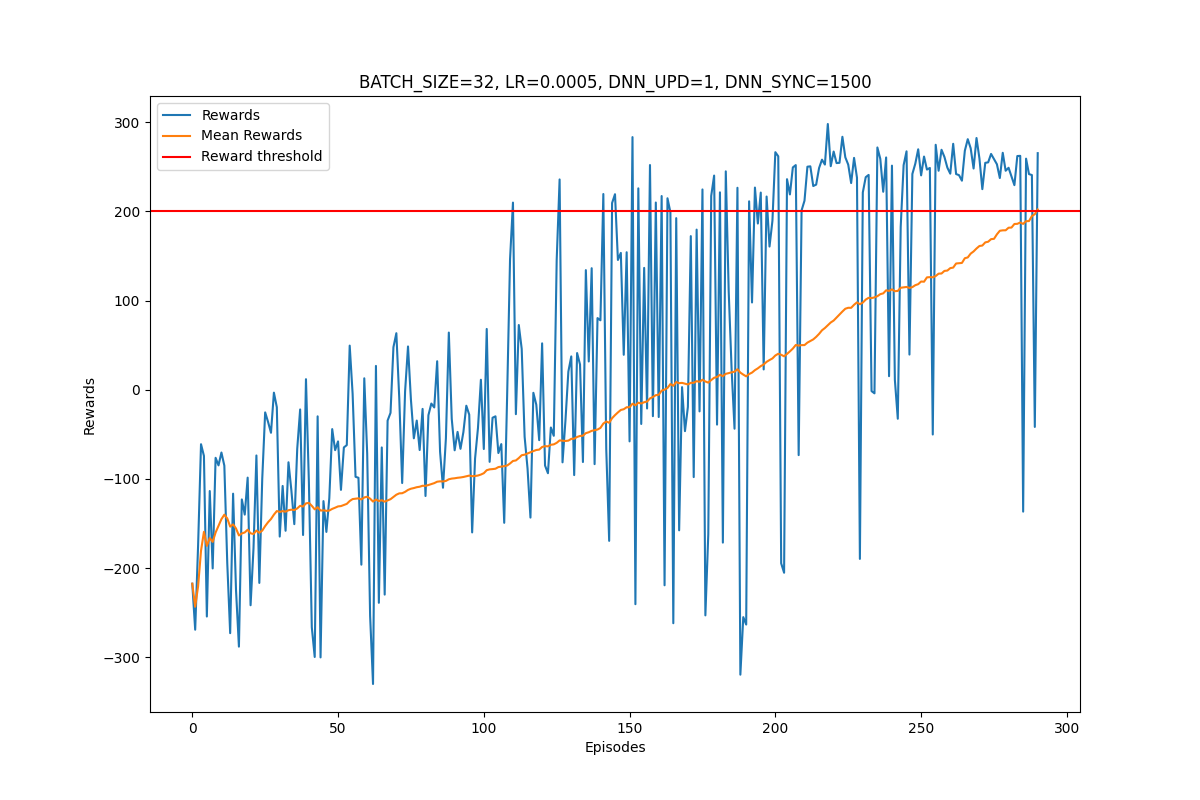 BATCH_SIZE=32, LR=0.0005, DNN_UPD=1, DNN_SYNC=1500
Rewards
Mean Rewards
Reward threshold
300
200
100
0
−100
−200
−300
Rewards
0
50
100
150
200
250
300
Episodes